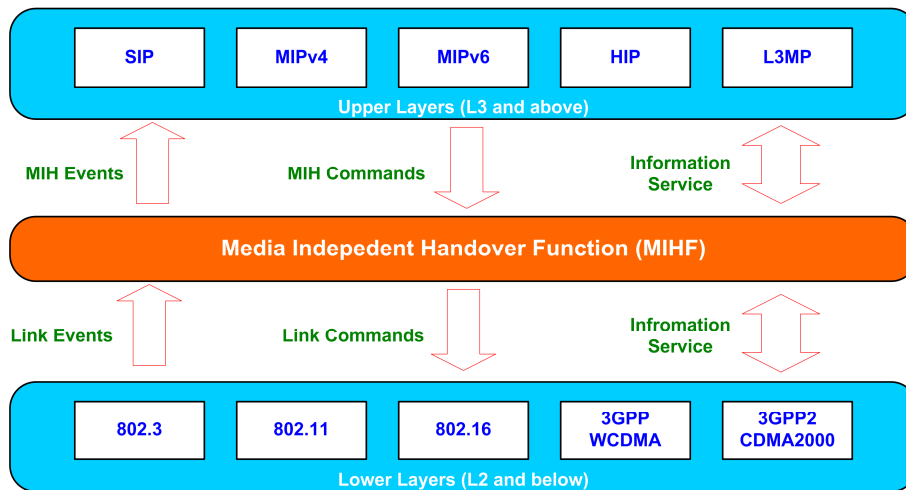 SIP
MIPv4
MIPv6
HIP
L3MP
Upper Layers (L3 and above)
MIH Events
MIH Commands
Information
Service
Media Indepedent Handover Function (MIHF)
Link Events
Link Commands
Infromation
Service
802.3
802.11
802.16
3GPP
WCDMA
3GPP2
CDMA2000
Lower Layers (L2 and below)